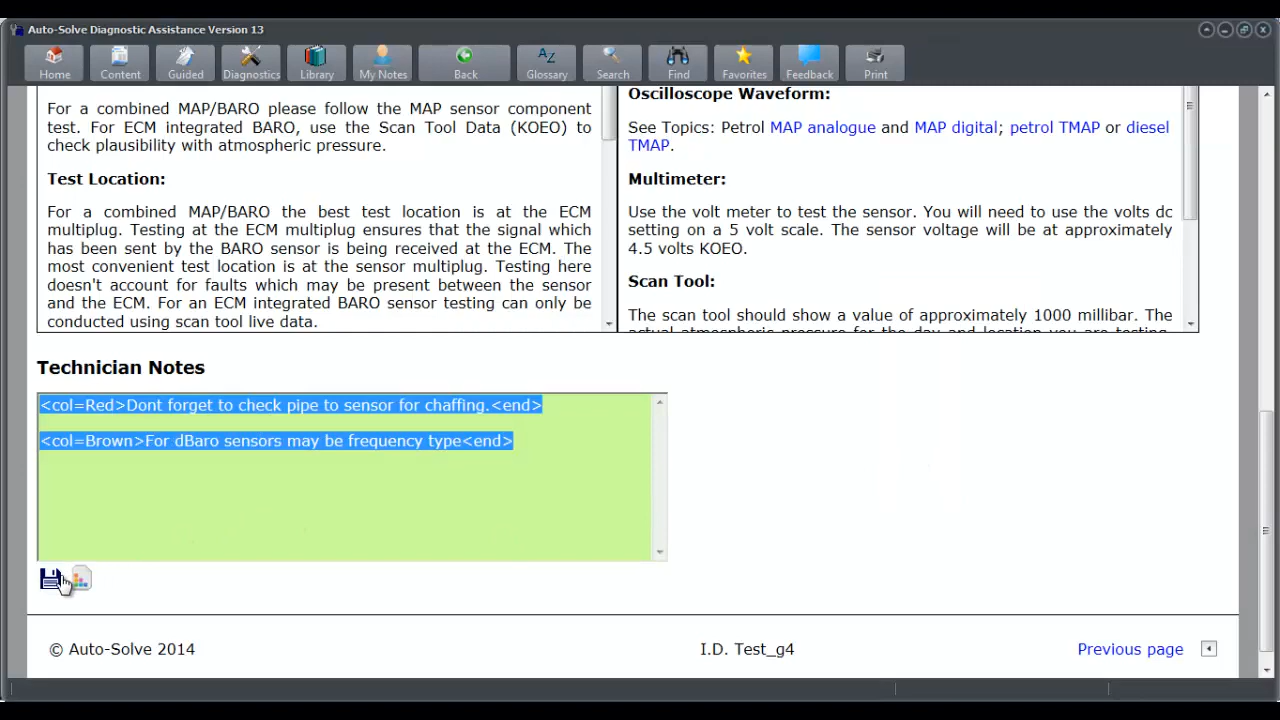 Auto-Solve Diagnostic Assistance Version 13
Home
Content
Guided
Diagnostics
Library
My Notes
Back
Glossary
Search
Find
Favorites
Feedback
Print
For a combined MAP/BARO please follow the MAP sensor component
test. For ECM integrated BARO, use the Scan Tool Data (KOEO) to
check plausibility with atmospheric pressure.
Test Location:
For a combined MAP/BARO the best test location is at the ECM
multiplug. Testing at the ECM multiplug ensures that the signal which
has been sent by the BARO sensor is being received at the ECM. The
most convenient test location is at the sensor multiplug. Testing here
doesn't account for faults which may be present between the sensor
and the ECM. For an ECM integrated BARO sensor testing can only be
conducted using scan tool live data.
Oscilloscope Waveform:
See Topics: Petrol MAP analogue and MAP digital; petrol TMAP or diesel
TMAP.
Multimeter:
Use the volt meter to test the sensor. You will need to use the volts dc
setting on a 5 volt scale. The sensor voltage will be at approximately
4.5 volts KOEO.
Scan Tool:
The scan tool should show a value of approximately 1000 millibar. The
actual atmospheric pressure for the day and location you are testing.
Technician Notes
<col=Red>Dont forget to check pipe to sensor for chaffing.<end>
<col=Brown>For dBaro sensors may be frequency type<end>
© Auto-Solve 2014
I.D. Test_g4
Previous page